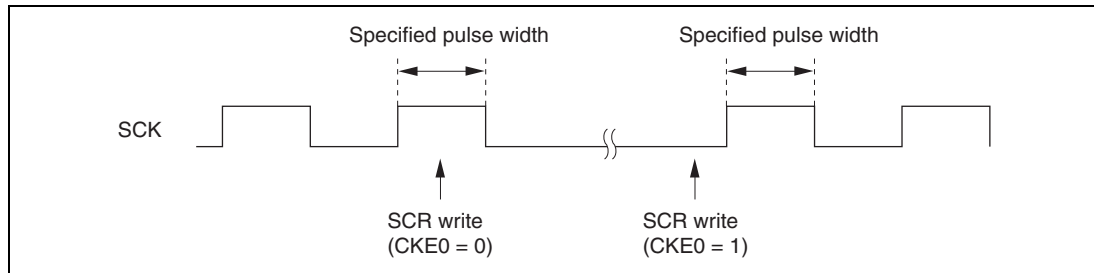 Specified pulse width
Specified pulse width
SCK
SCR write
(CKE0 = 0)
SCR write
(CKE0 = 1)